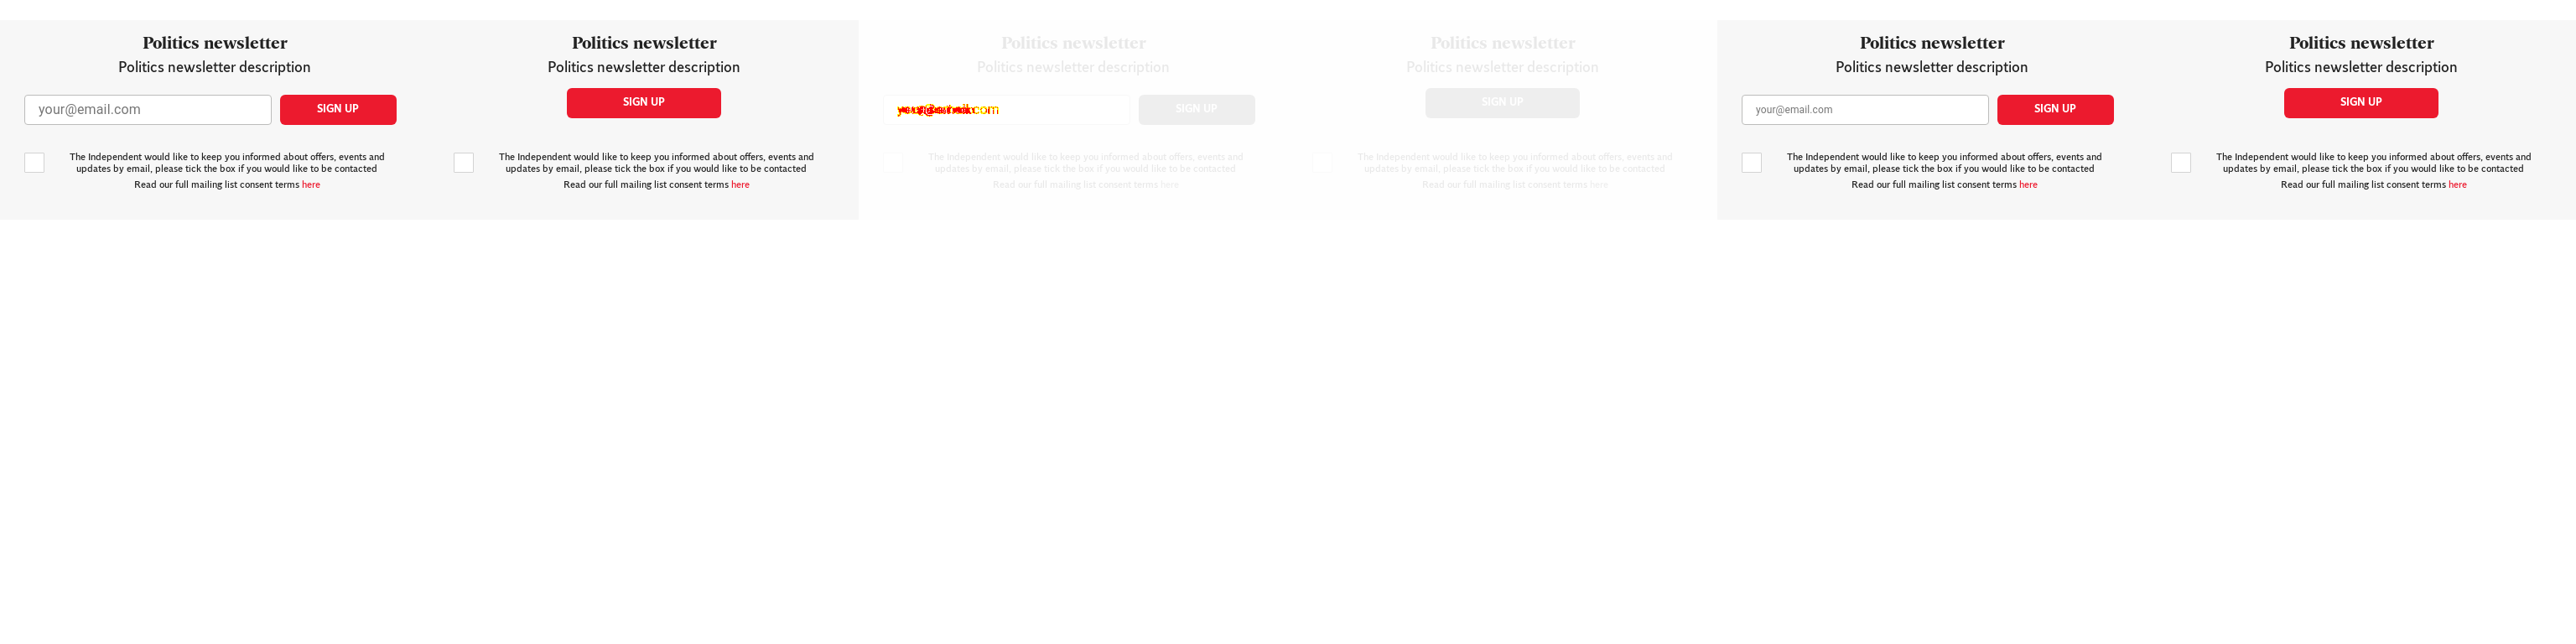 Politics newsletter
Politics newsletter description
your@email.com
SIGN UP
The Independent would like to keep you informed about offers, events and
updates by email, please tick the box if you would like to be contacted
Read our full mailing list consent terms here
Politics newsletter
Politics newsletter description
SIGN UP
The Independent would like to keep you informed about offers, events and
updates by email, please tick the box if you would like to be contacted
Read our full mailing list consent terms here
Politics newsletter
Politics newsletter description
SIGN UP
The Independent would like to keep you informed about offers, events and
updates by email, please tick the box if you would like to be contacted
Read our full mailing list consent terms here
Politics newsletter
Politics newsletter description
SIGN UP
The Independent would like to keep you informed about offers, events and
updates by email, please tick the box if you would like to be contacted
Read our full mailing list consent terms here
Politics newsletter
Politics newsletter description
your@email.com
SIGN UP
The Independent would like to keep you informed about offers, events and
updates by email, please tick the box if you would like to be contacted
Read our full mailing list consent terms here
Politics newsletter
Politics newsletter description
SIGN UP
The Independent would like to keep you informed about offers, events and
updates by email, please tick the box if you would like to be contacted
Read our full mailing list consent terms here